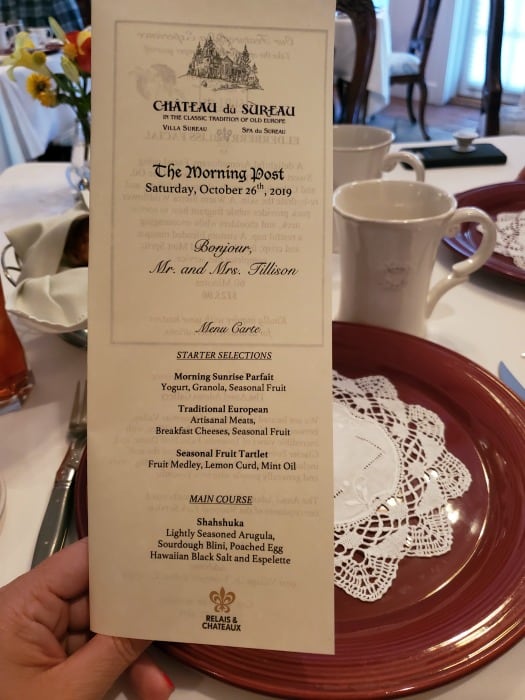 CHÂTEAU du SUREAU
IN THE CLASSIC TRADITION OF OLD EUROPE
VILLA SUREAU SPA DU SUREAU
The Morning Post
Saturday, October 26th, 2019
Bonjour,
Mr. and Mrs. Tillison
Menu Carte
STARTER SELECTIONS
Morning Sunrise Parfait
Yogurt, Granola, Seasonal Fruit
Traditional European
Artisanal Meats,
Breakfast Cheeses, Seasonal Fruit
Seasonal Fruit Tartlet
Fruit Medley, Lemon Curd, Mint Oil
MAIN COURSE
Shahshuka
Lightly Seasoned Arugula,
Sourdough Blini, Poached Egg
Hawaiian Black Salt and Espelette
RELAIS &
CHATEAUX